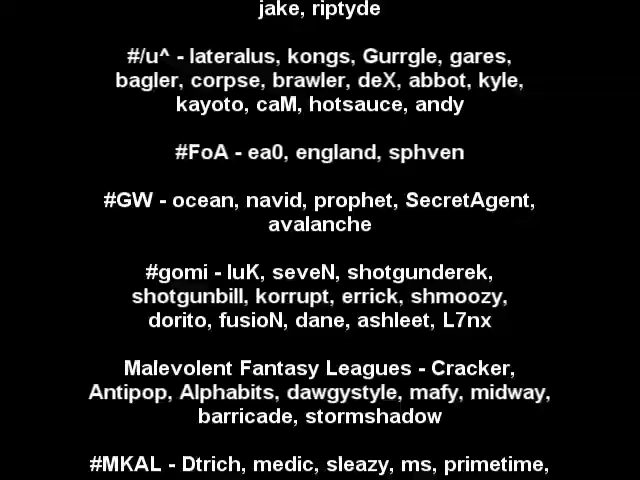 jake, riptyde
#/u^ - lateralus, kongs, Gurrgle, gares,
bagler, corpse, brawler, deX, abbot, kyle,
kayoto, caM, hotsauce, andy
#FoA - ea0, england, sphven
#GW - ocean, navid, prophet, SecretAgent,
avalanche
#gomi - luK, seveN, shotgunderek,
shotgunbill, korrupt, errick, shmoozy,
dorito, fusioN, dane, ashleet, L7nx
Malevolent Fantasy Leagues - Cracker,
Antipop, Alphabits, dawgystyle, mafy, midway,
barricade, stormshadow
#MKAL - Dtrich, medic, sleazy, ms, primetime,